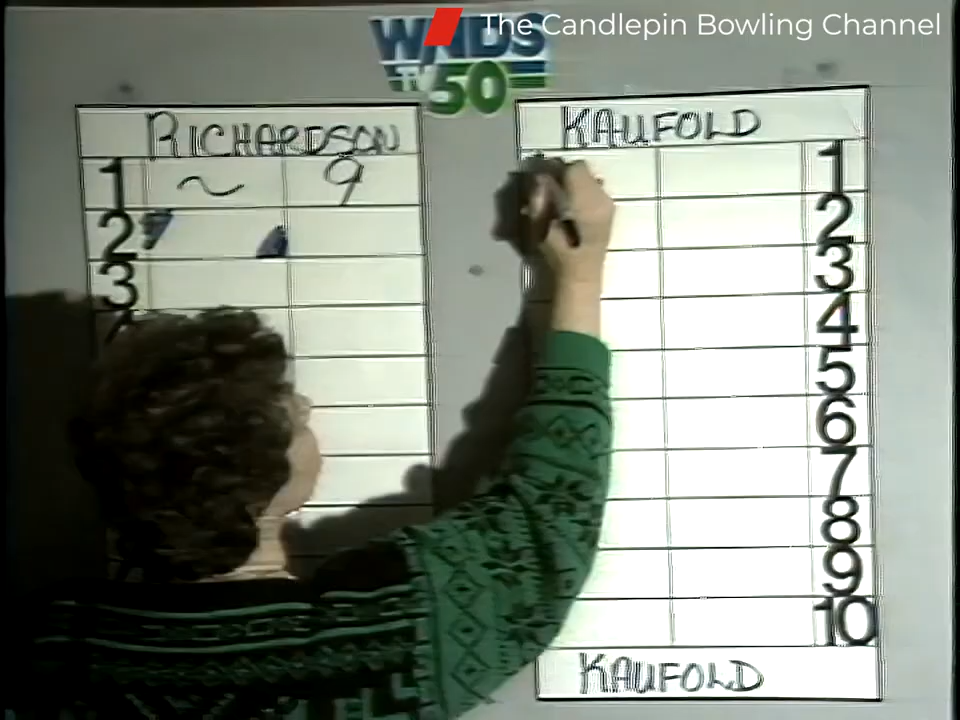 The Candlepin Bowling Channel
WNDS
TV 50
RICHARDSON
1 ~ 9
2
3
KAUFOLD
1
2
3
4
5
6
7
8
9
10
KAUFOLD